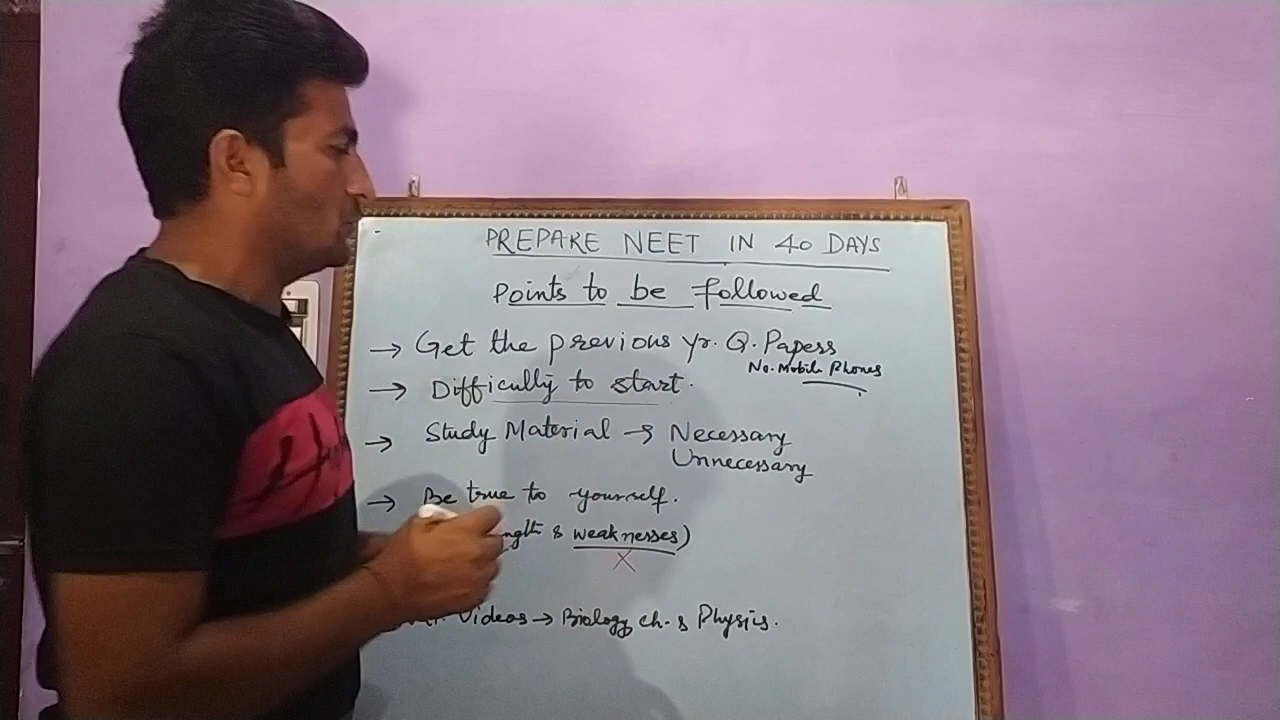 PREPARE NEET IN 40 DAYS
Points to be followed
→ Get the previous yr. Q. Papers
No. Mobile Phones
→ Difficulty to start.
→ Study Material → Necessary
Unnecessary
→ Be true to yourself.
& weaknesses)
X
Videos → Biology ch. & Physics.